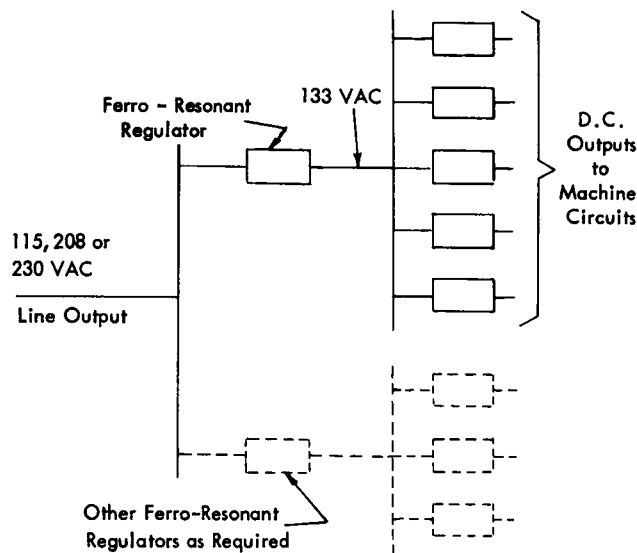 133 VAC
Ferro - Resonant
Regulator
D.C.
Outputs
to
Machine
Circuits
115, 208 or
230 VAC
Line Output
Other Ferro-Resonant
Regulators as Required